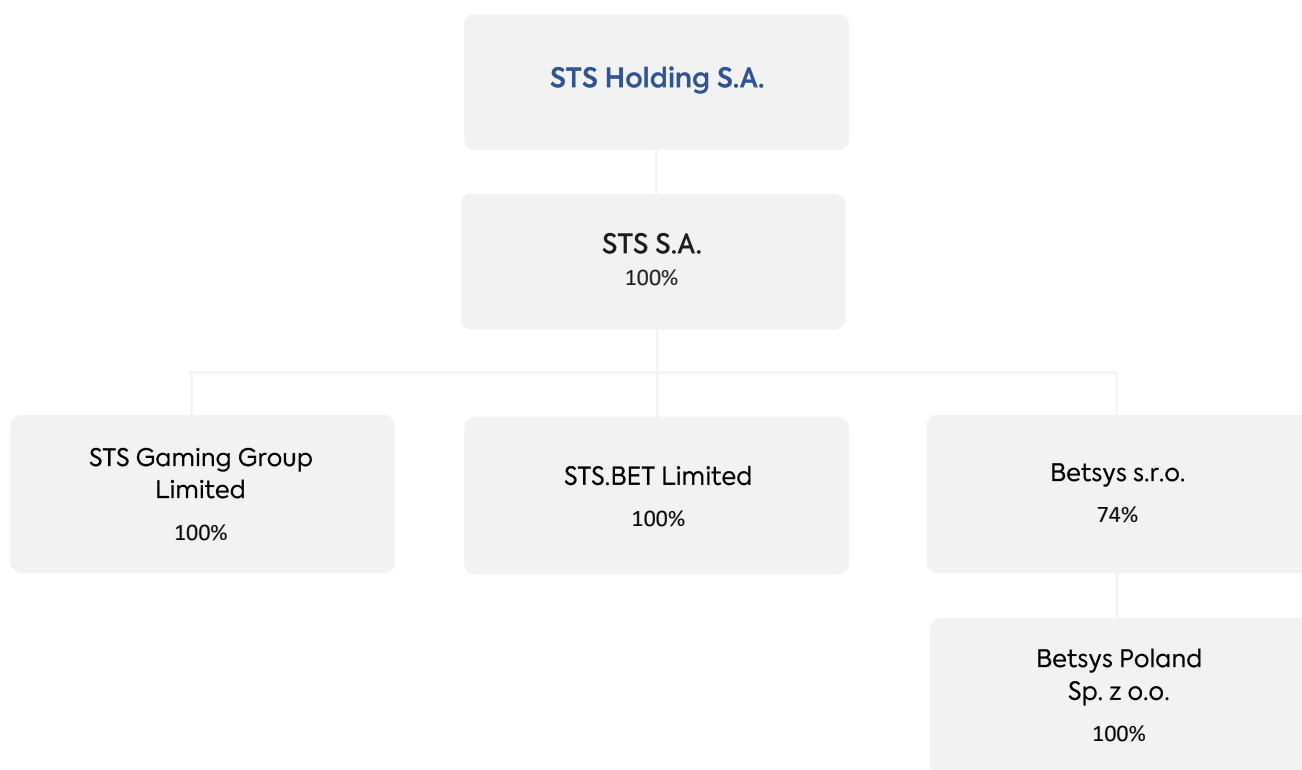 STS Holding S.A.
STS S.A.
100%
STS Gaming Group
Limited
100%
STS.BET Limited
100%
Betsys s.r.o.
74%
Betsys Poland
Sp. z o.o.
100%